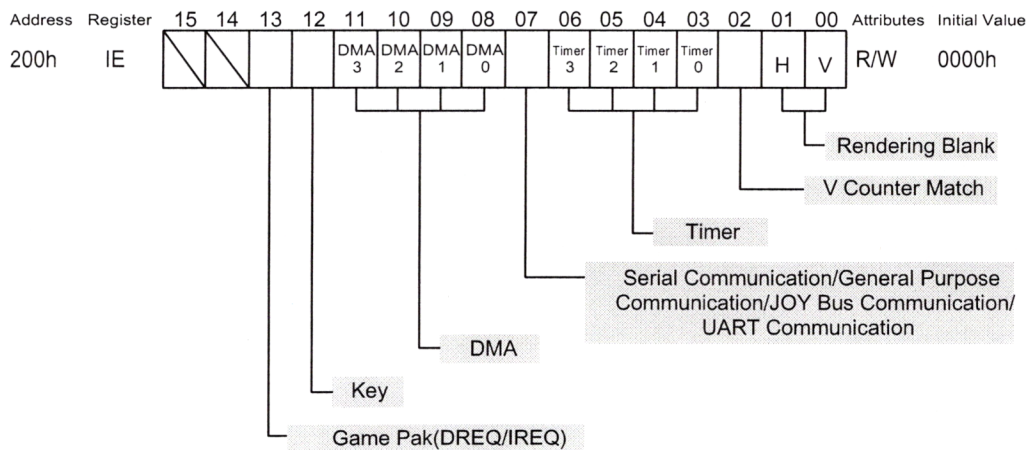 Address Register 15 14 13 12 11 10 09 08 07 06 05 04 03 02 01 00 Attributes Initial Value
200h IE DMA 3 DMA 2 DMA 1 DMA 0 Timer 3 Timer 2 Timer 1 Timer 0 H V R/W 0000h
Rendering Blank
V Counter Match
Timer
Serial Communication/General Purpose
Communication/JOY Bus Communication/
UART Communication
DMA
Key
Game Pak(DREQ/IREQ)